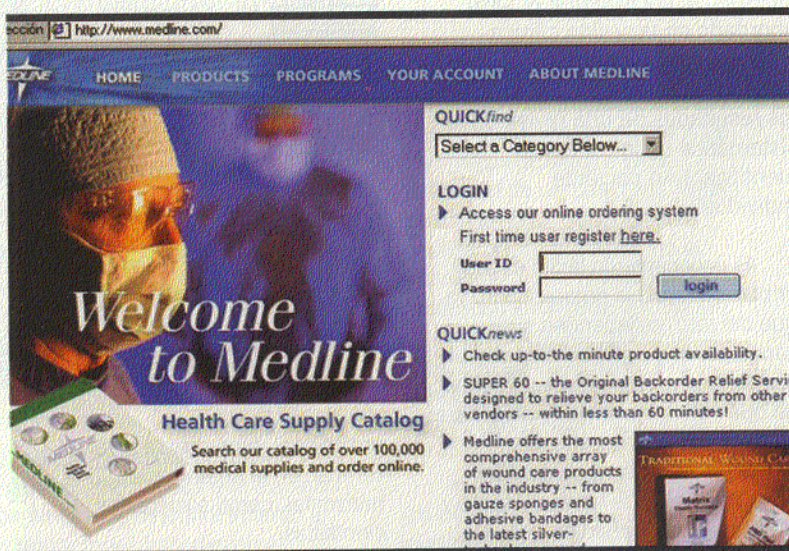 ección http://www.medline.com/
MEDLINE HOME PRODUCTS PROGRAMS YOUR ACCOUNT ABOUT MEDLINE
Welcome
to Medline
MEDLINE
Health Care Supply Catalog
Search our catalog of over 100,000
medical supplies and order online.
QUICKfind
Select a Category Below...
LOGIN
Access our online ordering system
First time user register here.
User ID
Password
login
QUICKnews
Check up-to-the minute product availability.
SUPER 60 -- the Original Backorder Relief Servi
designed to relieve your backorders from other
vendors -- within less than 60 minutes!
Medline offers the most
comprehensive array
of wound care products
in the industry -- from
gauze sponges and
adhesive bandages to
the latest silver-
TRADITIONAL WOUND CA
Matrix